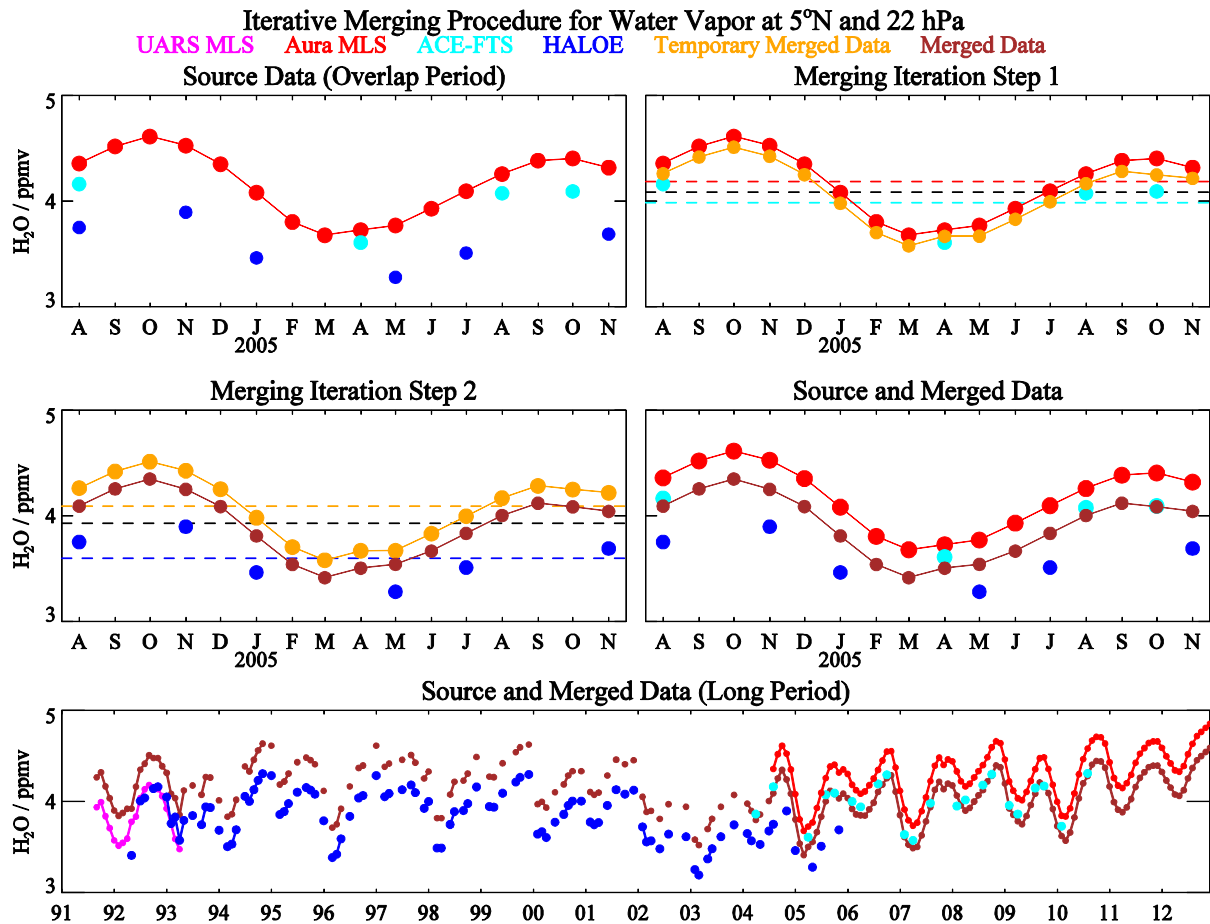 Iterative Merging Procedure for Water Vapor at 5°N and 22 hPa
UARS MLS Aura MLS ACE-FTS HALOE Temporary Merged Data Merged Data
Source Data (Overlap Period)
5
4
3
H₂O / ppmv
A S O N D J F M A M J J A S O N
2005
Merging Iteration Step 1
A S O N D J F M A M J J A S O N
2005
Merging Iteration Step 2
5
4
3
H₂O / ppmv
A S O N D J F M A M J J A S O N
2005
Source and Merged Data
A S O N D J F M A M J J A S O N
2005
Source and Merged Data (Long Period)
5
4
3
H₂O / ppmv
91 92 93 94 95 96 97 98 99 00 01 02 03 04 05 06 07 08 09 10 11 12